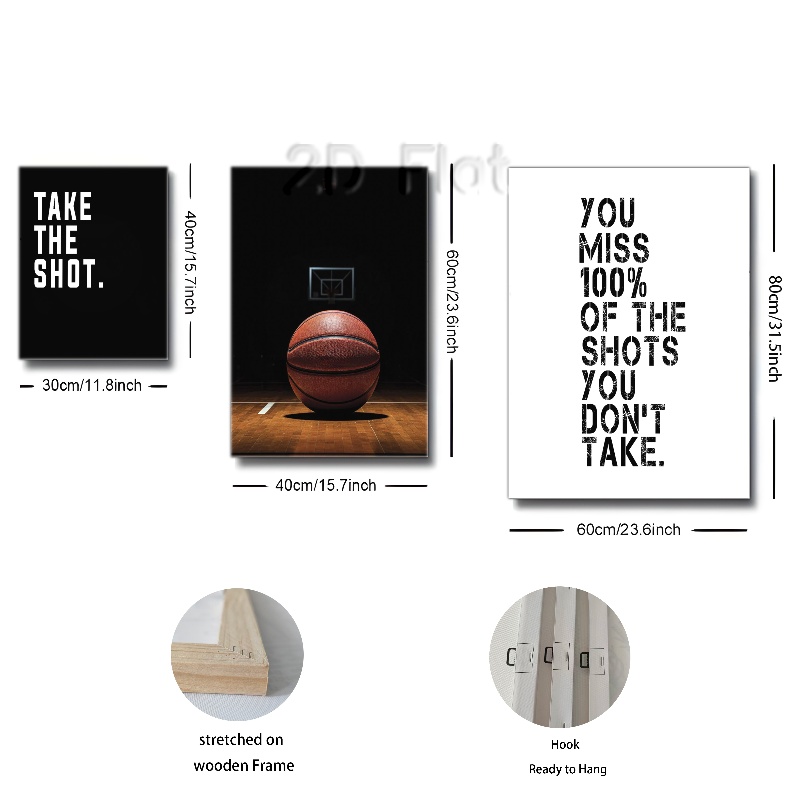 2D Flat
TAKE
THE
SHOT.
40cm/15.7inch
30cm/11.8inch
60cm/23.6inch
40cm/15.7inch
YOU
MISS
100%
OF THE
SHOTS
YOU
DON'T
TAKE.
80cm/31.5inch
60cm/23.6inch
stretched on
wooden Frame
Hook
Ready to Hang